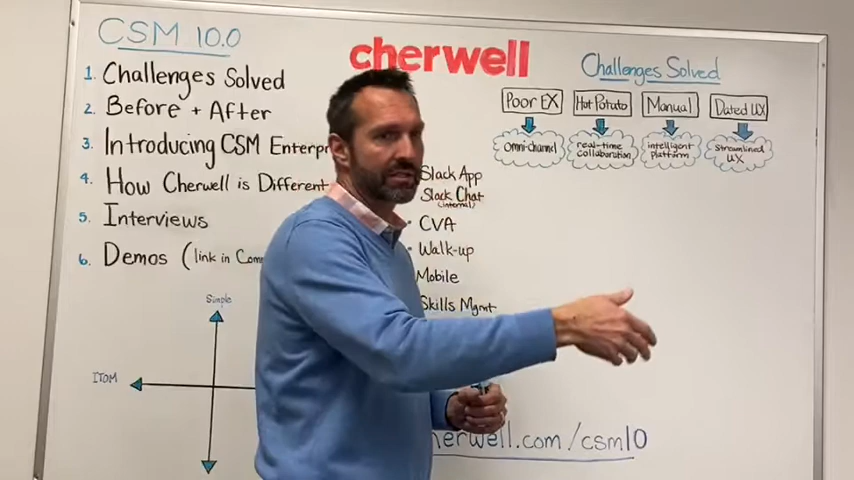 CSM 10.0
1. Challenges Solved
2. Before + After
3. Introducing CSM Enterpri
4. How Cherwell is Different
5. Interviews
6. Demos (link in Com
cherwell
Slack App
Slack Chat
(internal)
• CVA
• Walk-up
Mobile
Skills Mgmt
Challenges Solved
Poor EX
Hot Potato
Manual
Dated UX
omni-channel
real-time
collaboration
intelligent
platform
streamlined
UX
Simple
ITOM
herwell.com/csm10